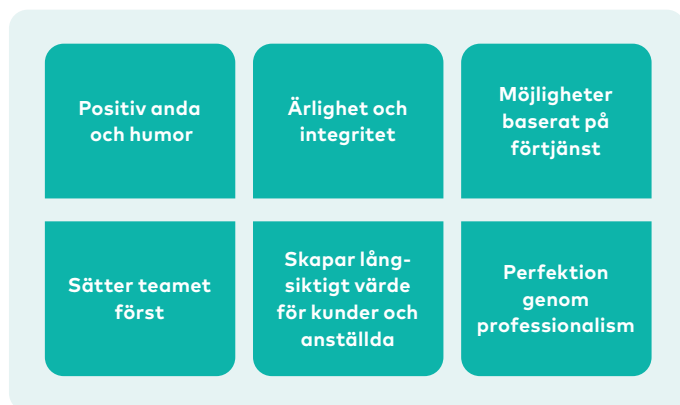 Positiv anda
och humor
Ärlighet och
integritet
Möjligheter
baserat på
förtjänst
Sätter teamet
först
Skapar lång-
siktigt värde
för kunder och
anställda
Perfektion
genom
professionalism